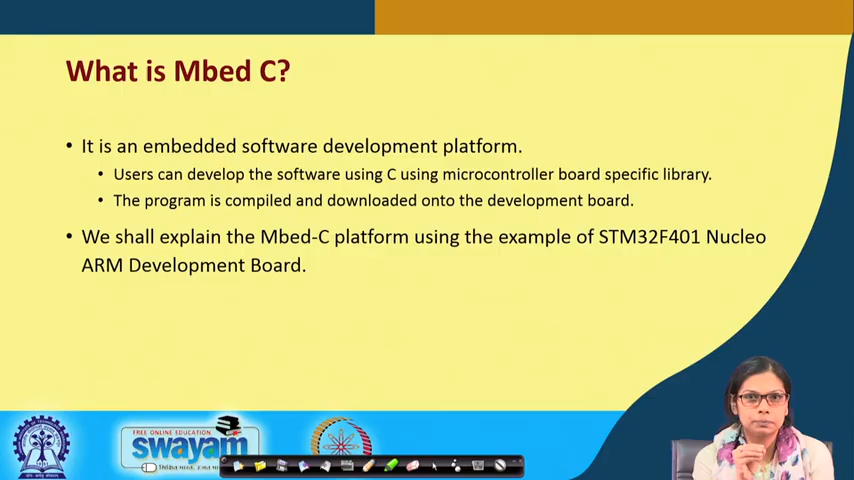 What is Mbed C?
• It is an embedded software development platform.
• Users can develop the software using C using microcontroller board specific library.
• The program is compiled and downloaded onto the development board.
• We shall explain the Mbed-C platform using the example of STM32F401 Nucleo
ARM Development Board.
FREE ONLINE EDUCATION
swayam